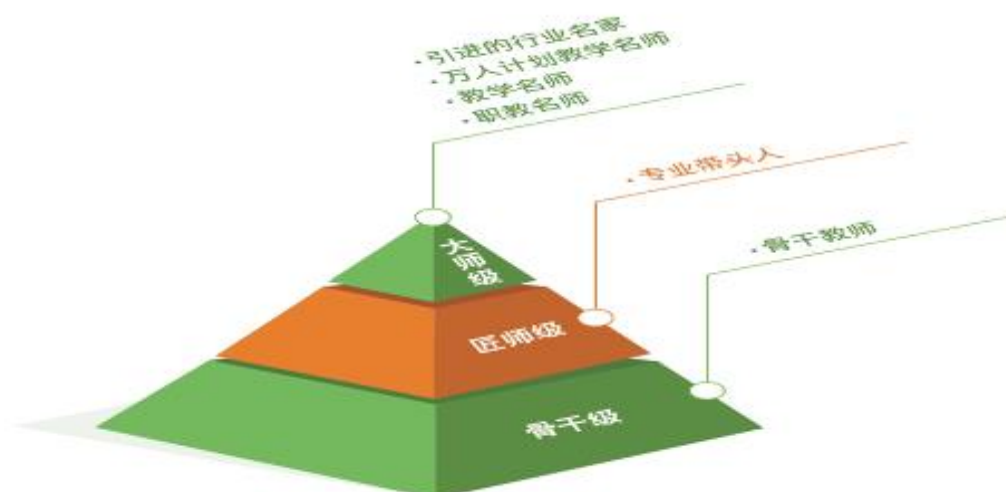 ·引进的行业名家
·万人计划教学名师
·教学名师
·职教名师
·专业带头人
·骨干教师
大师级
匠师级
骨干级